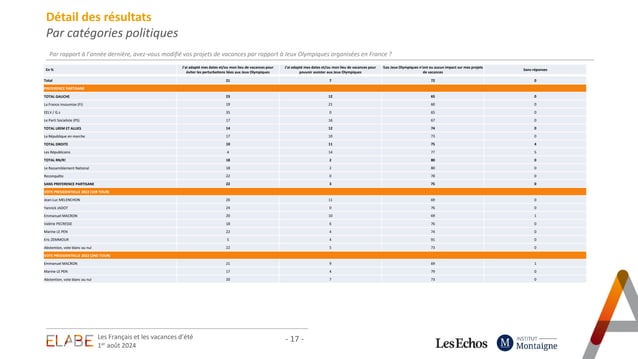 Détail des résultats
Par catégories politiques
Par rapport à l'année dernière, avez-vous modifié vos projets de vacances par rapport à Jeux Olympiques organisées en France ?
En % J'ai adapté mes dates et/ou mon lieu de vacances pour éviter les perturbations liées aux Jeux Olympiques J'ai adapté mes dates et/ou mon lieu de vacances pour pouvoir assister aux Jeux Olympiques Les Jeux Olympiques n'ont eu aucun impact sur mes projets de vacances Sans réponses
Total 21 7 72 0
PREFERENCE PARTISANE
TOTAL GAUCHE 23 12 65 0
La France insoumise (FI) 19 21 60 0
EELV / G.s 35 0 65 0
Le Parti Socialiste (PS) 17 16 67 0
TOTAL LREM ET ALLIES 14 12 74 0
La République en marche 17 10 73 0
TOTAL DROITE 10 11 75 4
Les Républicains 4 14 77 5
TOTAL RN/R! 18 2 80 0
Le Rassemblement National 18 2 80 0
Reconquête 22 0 78 0
SANS PREFERENCE PARTISANE 22 3 75 0
VOTE PRESIDENTIELLE 2022 (1ER TOUR)
Jean-Luc MELENCHON 20 11 69 0
Yannick JADOT 24 0 76 0
Emmanuel MACRON 20 10 69 1
Valérie PECRESSE 18 6 76 0
Marine LE PEN 22 4 74 0
Eric ZEMMOUR 5 4 91 0
Abstention, vote blanc ou nul 22 5 73 0
VOTE PRESIDENTIELLE 2022 (2ND TOUR)
Emmanuel MACRON 21 9 69 1
Marine LE PEN 17 4 79 0
Abstention, vote blanc ou nul 20 7 73 0
ELABE
Les Français et les vacances d'été
1er août 2024
- 17 -
Les Echos
INSTITUT
Montaigne